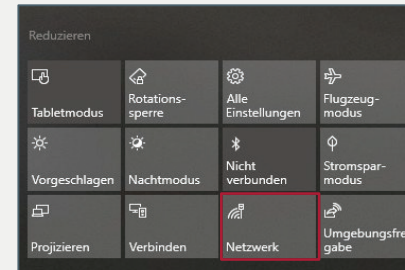 Reduzieren
Tabletmodus
Rotations-
sperre
Alle
Einstellungen
Flugzeug-
modus
Vorgeschlagen
Nachtmodus
Nicht
verbunden
Stromspar-
modus
Projizieren
Verbinden
Netzwerk
Umgebungsfre
gabe